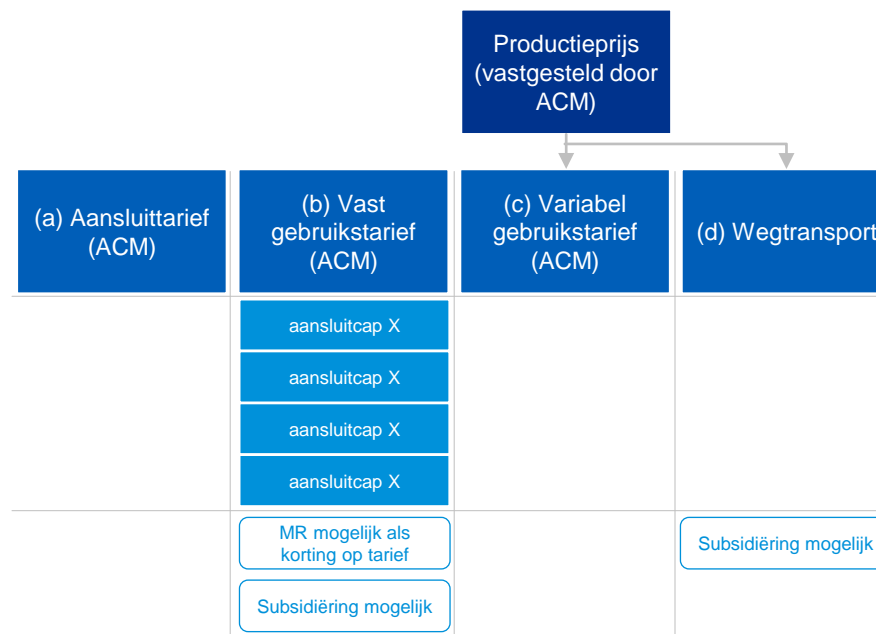 Productieprijs
(vastgesteld door
ACM)
(a) Aansluittarief
(ACM)
(b) Vast
gebruikstarief
(ACM)
(c) Variabel
gebruikstarief
(ACM)
(d) Wegtransport
aansluitcap X
aansluitcap X
aansluitcap X
aansluitcap X
MR mogelijk als
korting op tarief
Subsidiëring mogelijk
Subsidiëring mogelijk